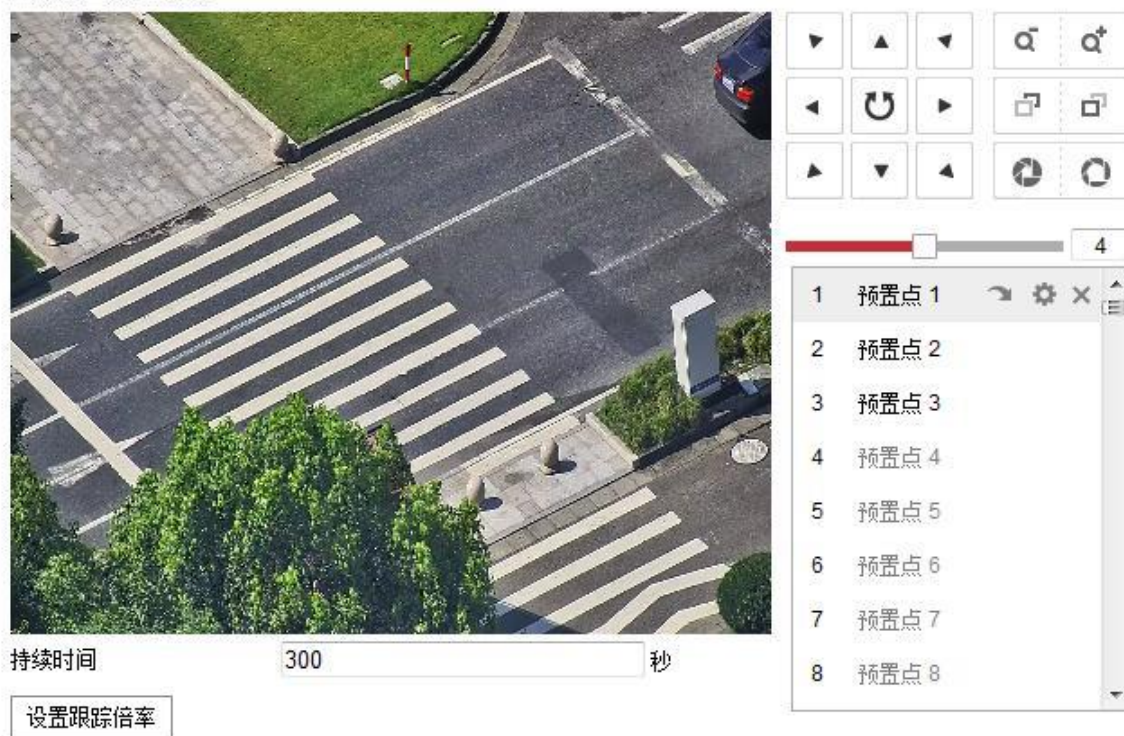 4
1 预置点 1
2 预置点 2
3 预置点 3
4 预置点 4
5 预置点 5
6 预置点 6
7 预置点 7
8 预置点 8
持续时间 300 秒
设置跟踪倍率